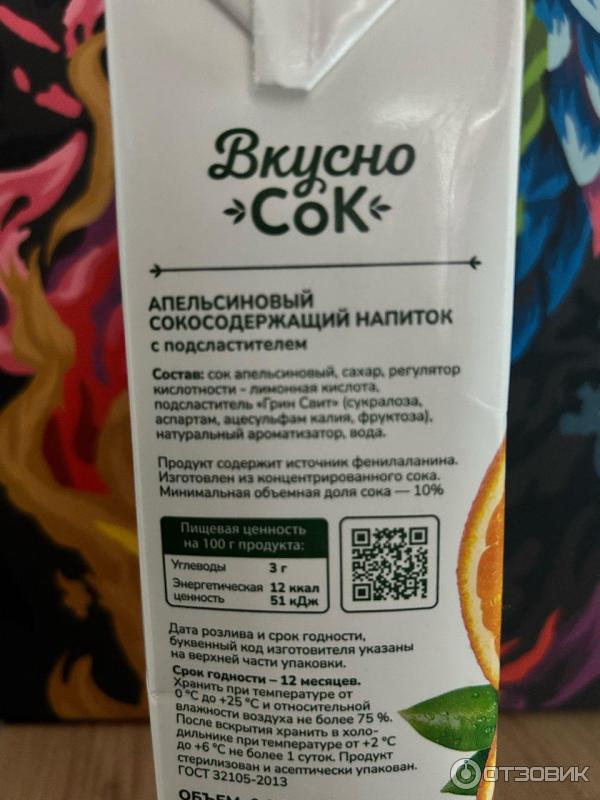 Вкусно
СоК
АПЕЛЬСИНОВЫЙ
СОКОСОДЕРЖАЩИЙ НАПИТОК
с подсластителем
Состав: сок апельсиновый, сахар, регулятор
кислотности - лимонная кислота,
подсластитель «Грин Свит» (сукралоза,
аспартам, ацесульфам калия, фруктоза),
натуральный ароматизатор, вода.
Продукт содержит источник фенилаланина.
Изготовлен из концентрированного сока.
Минимальная объемная доля сока — 10%
Пищевая ценность
на 100 г продукта:
Углеводы 3 г
Энергетическая 12 ккал
ценность 51 кДж
Дата розлива и срок годности,
буквенный код изготовителя указаны
на верхней части упаковки.
Срок годности – 12 месяцев.
Хранить при температуре от
0 °С до +25 °С и относительной
влажности воздуха не более 75 %.
После вскрытия хранить в холо-
дильнике при температуре от +2 °С
до +6 °С не более 1 суток. Продукт
стерилизован и асептически упакован.
ГОСТ 32105-2013
ОТЗОВИК